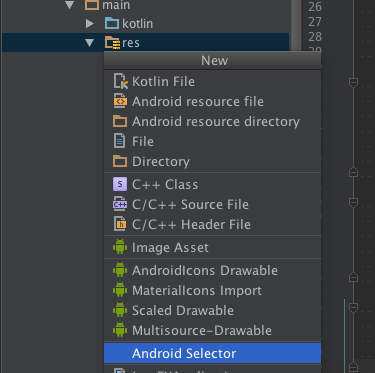 main
kotlin
res
26
27
28
New
Kotlin File
Android resource file
Android resource directory
File
Directory
C++ Class
C/C++ Source File
C/C++ Header File
Image Asset
AndroidIcons Drawable
MaterialIcons Import
Scaled Drawable
Multisource-Drawable
Android Selector